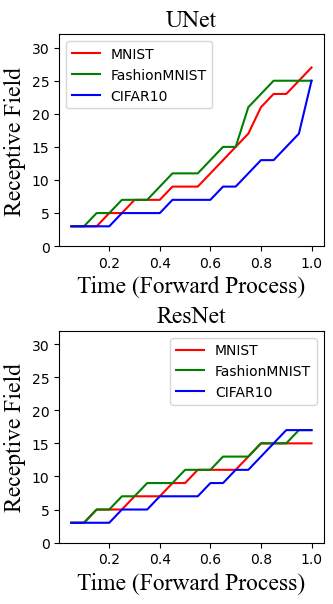 UNet
MNIST
FashionMNIST
CIFAR10
Receptive Field
30
25
20
15
10
5
0
0.2 0.4 0.6 0.8 1.0
Time (Forward Process)
ResNet
MNIST
FashionMNIST
CIFAR10
Receptive Field
30
25
20
15
10
5
0
0.2 0.4 0.6 0.8 1.0
Time (Forward Process)